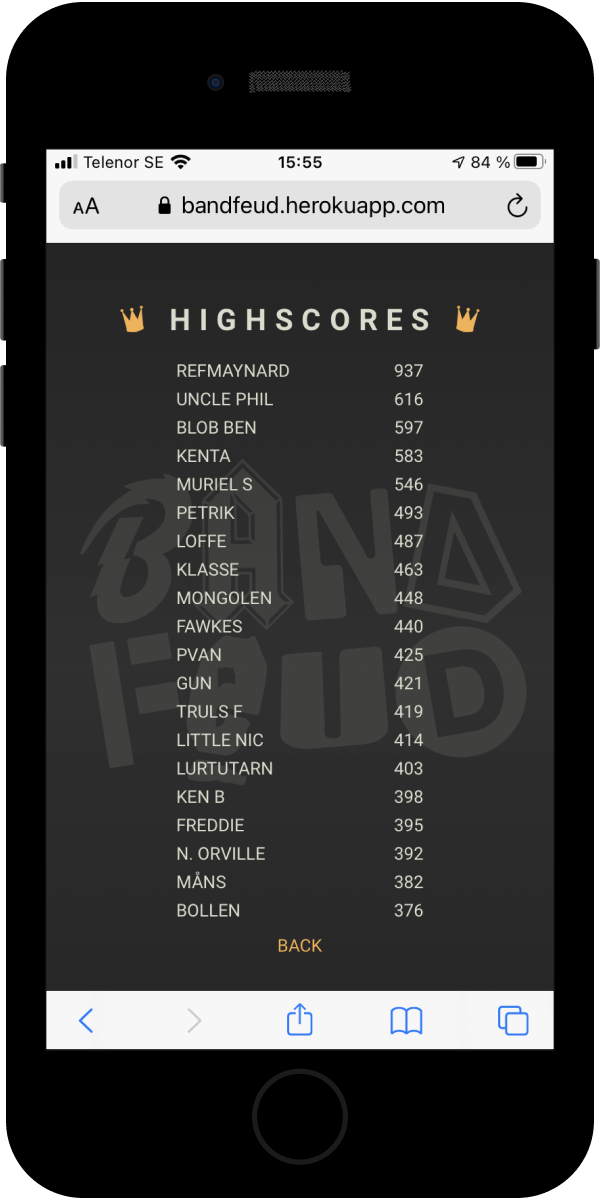 Telenor SE 15:55 84 %
AA bandfeud.herokuapp.com
HIGHSCORES
REFMAYNARD 937
UNCLE PHIL 616
BLOB BEN 597
KENTA 583
MURIEL S 546
PETRIK 493
LOFFE 487
KLASSE 463
MONGOLEN 448
FAWKES 440
PVAN 425
GUN 421
TRULS F 419
LITTLE NIC 414
LURTUTARN 403
KEN B 398
FREDDIE 395
N. ORVILLE 392
MÅNS 382
BOLLEN 376
BACK
BAND
FEUD